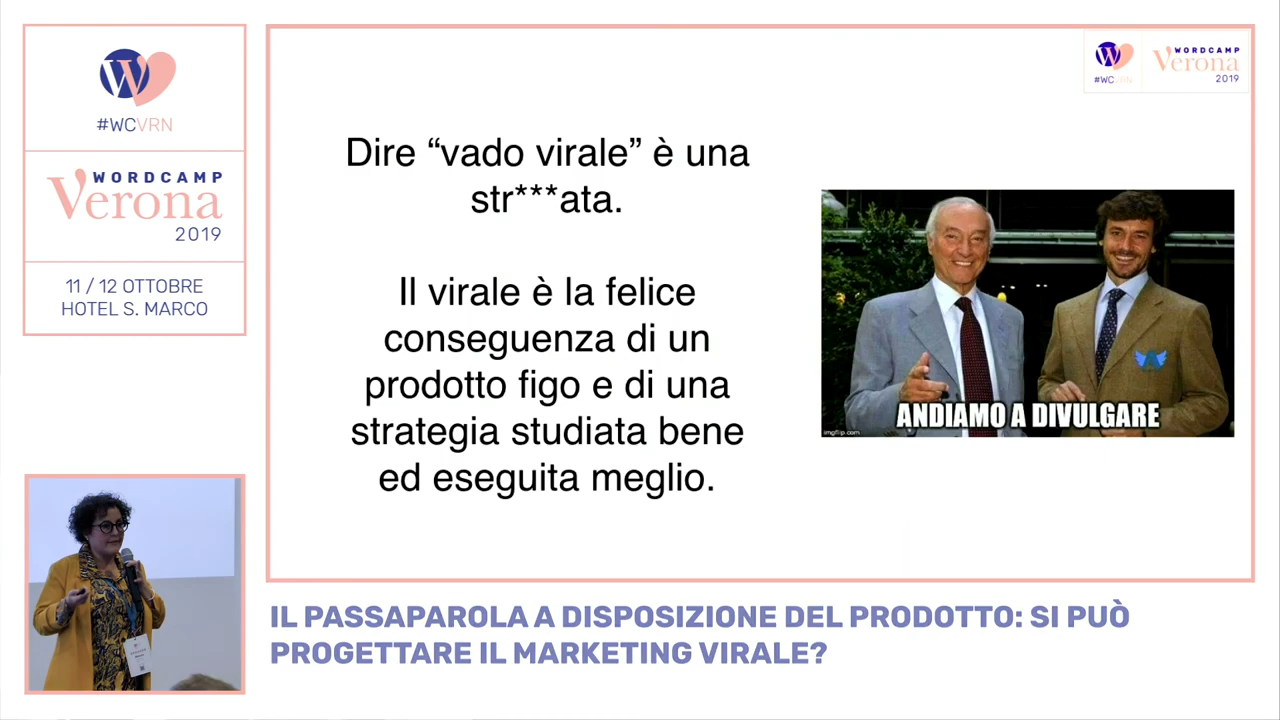 #WCVRN
WORDCAMP
Verona
2019
11 / 12 OTTOBRE
HOTEL S. MARCO
Dire “vado virale” è una
str***ata.
Il virale è la felice
conseguenza di un
prodotto figo e di una
strategia studiata bene
ed eseguita meglio.
#WCVRN
WORDCAMP
Verona
2019
ANDIAMO A DIVULGARE
imgflip.com
IL PASSAPAROLA A DISPOSIZIONE DEL PRODOTTO: SI PUÒ
PROGETTARE IL MARKETING VIRALE?